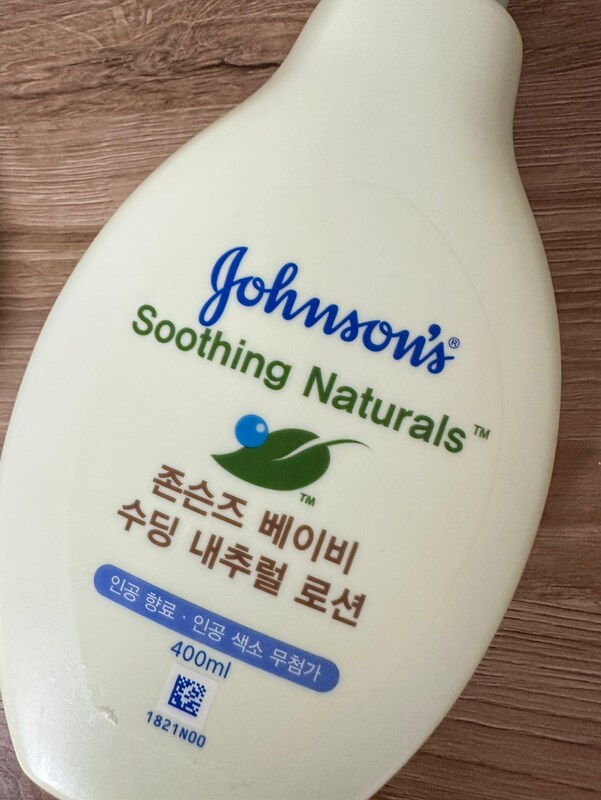 Johnson's®
Soothing Naturals™
TM
존슨즈 베이비
수딩 내추럴 로션
인공 향료 · 인공 색소 무첨가
400ml
1821N00